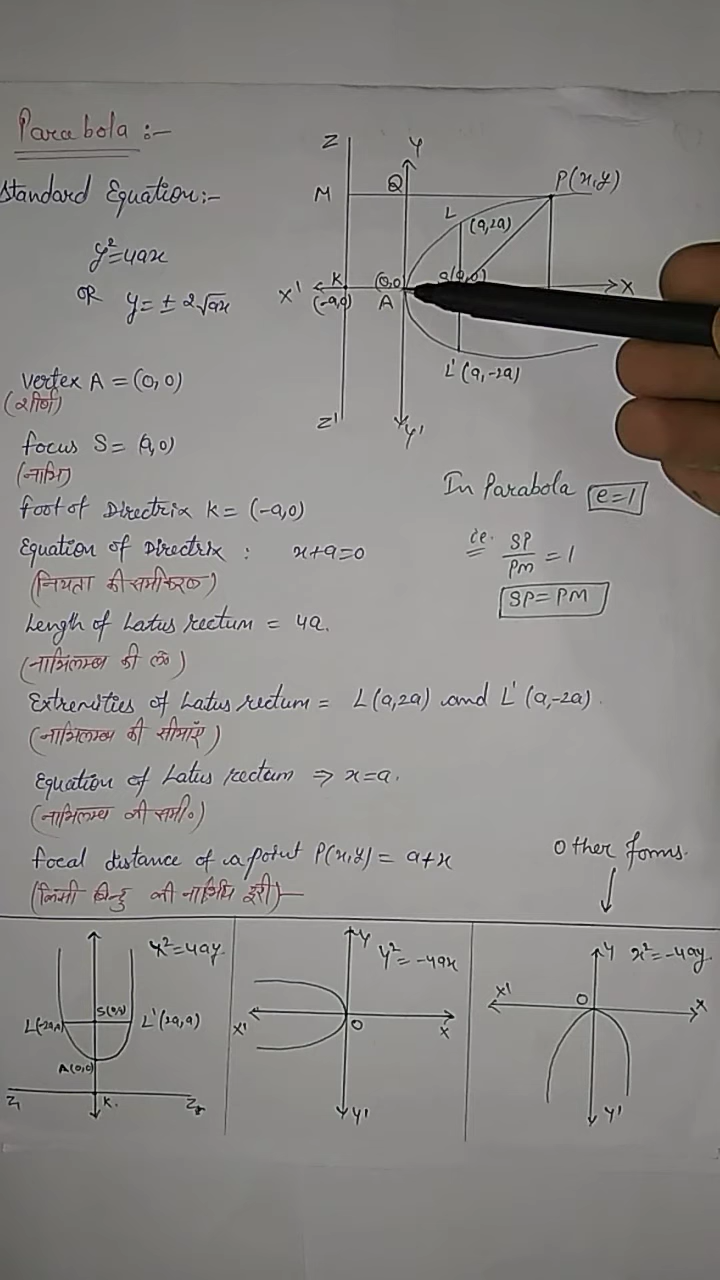 Parabola :-
Standard Equation:-
y²=4ax
OR y= ± 2√ax
Z Y
M Q P(x,y)
L (a,2a)
X' K (0,0) (a,0) X
(-a,0) A
L' (a,-2a)
Z' Y'
Vertex A = (0,0)
(शीर्ष)
focus S= (a,0)
(नाभि)
foot of Directrix K= (-a,0)
Equation of Directrix : x+a=0
(नियता की समीकरण)
Length of Latus rectum = 4a.
(नाभिलम्ब की ल०)
Extremities of Latus rectum = L(a,2a) and L' (a,-2a).
(नाभिलम्ब की सीमाएँ)
Equation of Latus rectum ⇒ x=a.
(नाभिलम्ब की समी०)
focal distance of a point P(x,y) = a+x
(किसी बिन्दु की नाभीय दूरी)
In Parabola e=1
i.e. SP/PM = 1
SP=PM
Other forms.
x²=4ay.
S(0,a)
L(-2a,a) L'(2a,a)
A(0,0)
Z K.
Y y²=-4ax
X' O X
Y'
Y x²=-4ay.
X' O X
Y'